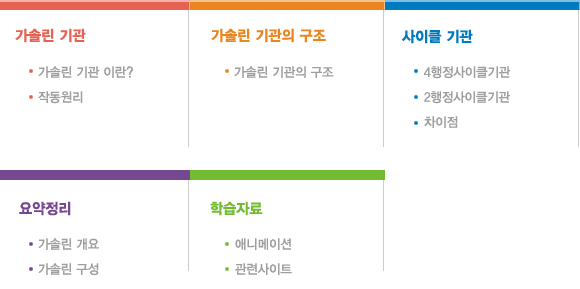 가솔린 기관
가솔린 기관 이란?
작동원리
가솔린 기관의 구조
가솔린 기관의 구조
사이클 기관
4행정사이클기관
2행정사이클기관
차이점
요약정리
가솔린 개요
가솔린 구성
학습자료
애니메이션
관련사이트